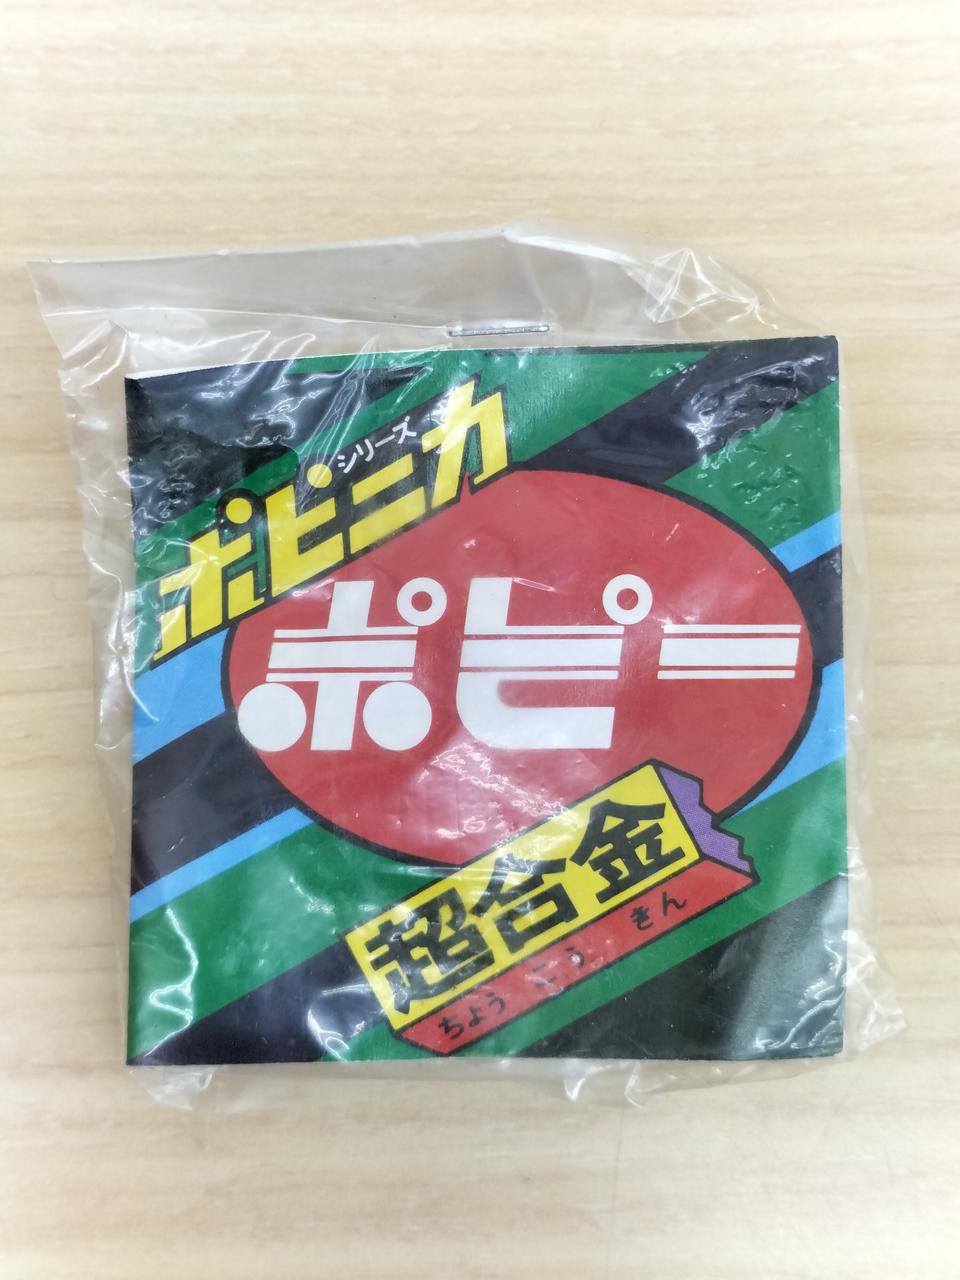 シリーズ
ポピニカ
ポピー
超合金
ちょうごうきん